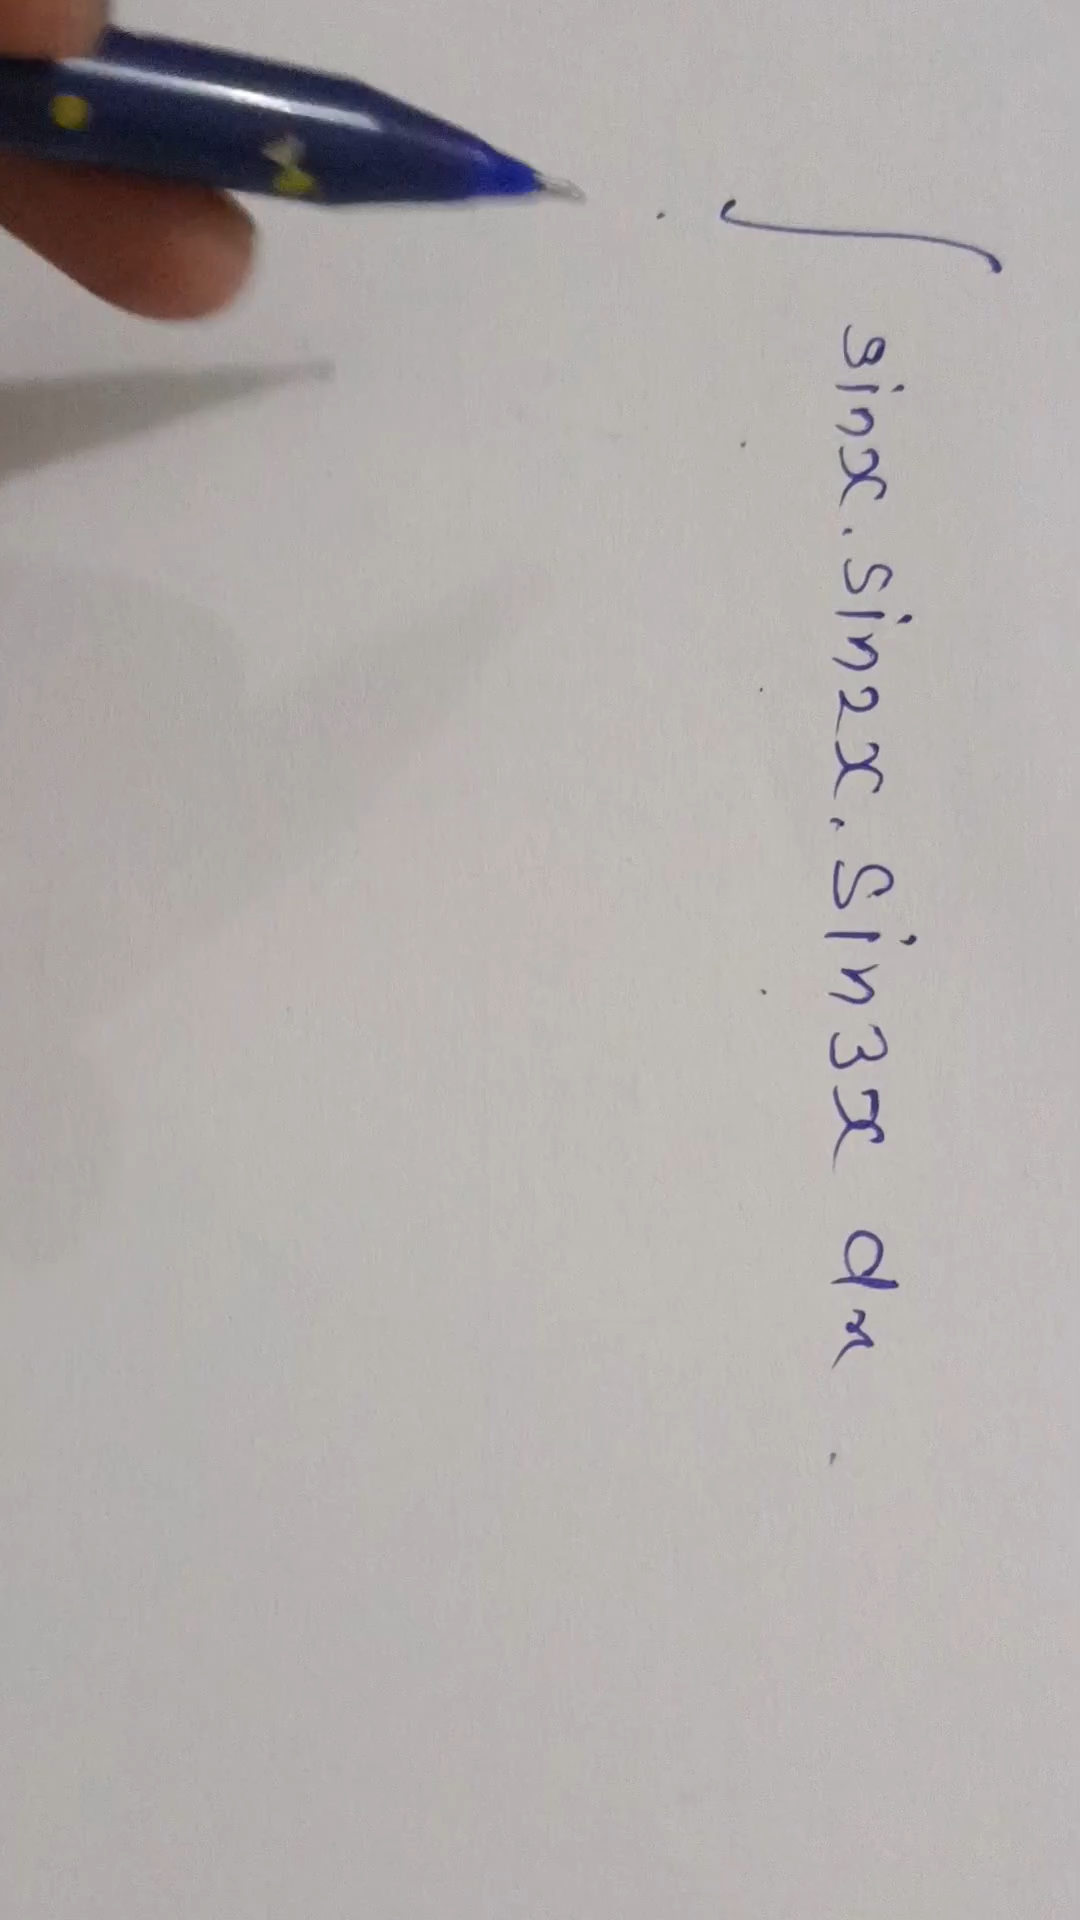 ∫ sinx . Sin2x . Sin3x dx .